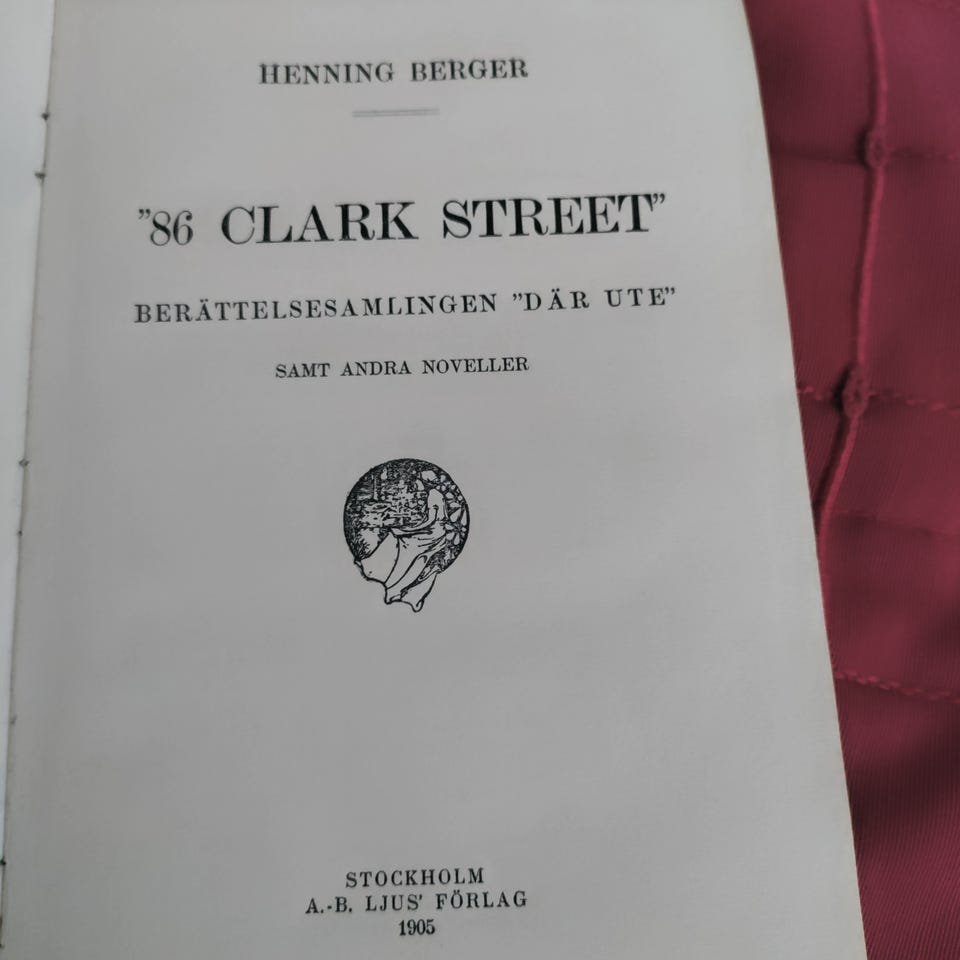 HENNING BERGER
”86 CLARK STREET”
BERÄTTELSESAMLINGEN ”DÄR UTE”
SAMT ANDRA NOVELLER
STOCKHOLM
A.-B. LJUS’ FÖRLAG
1905